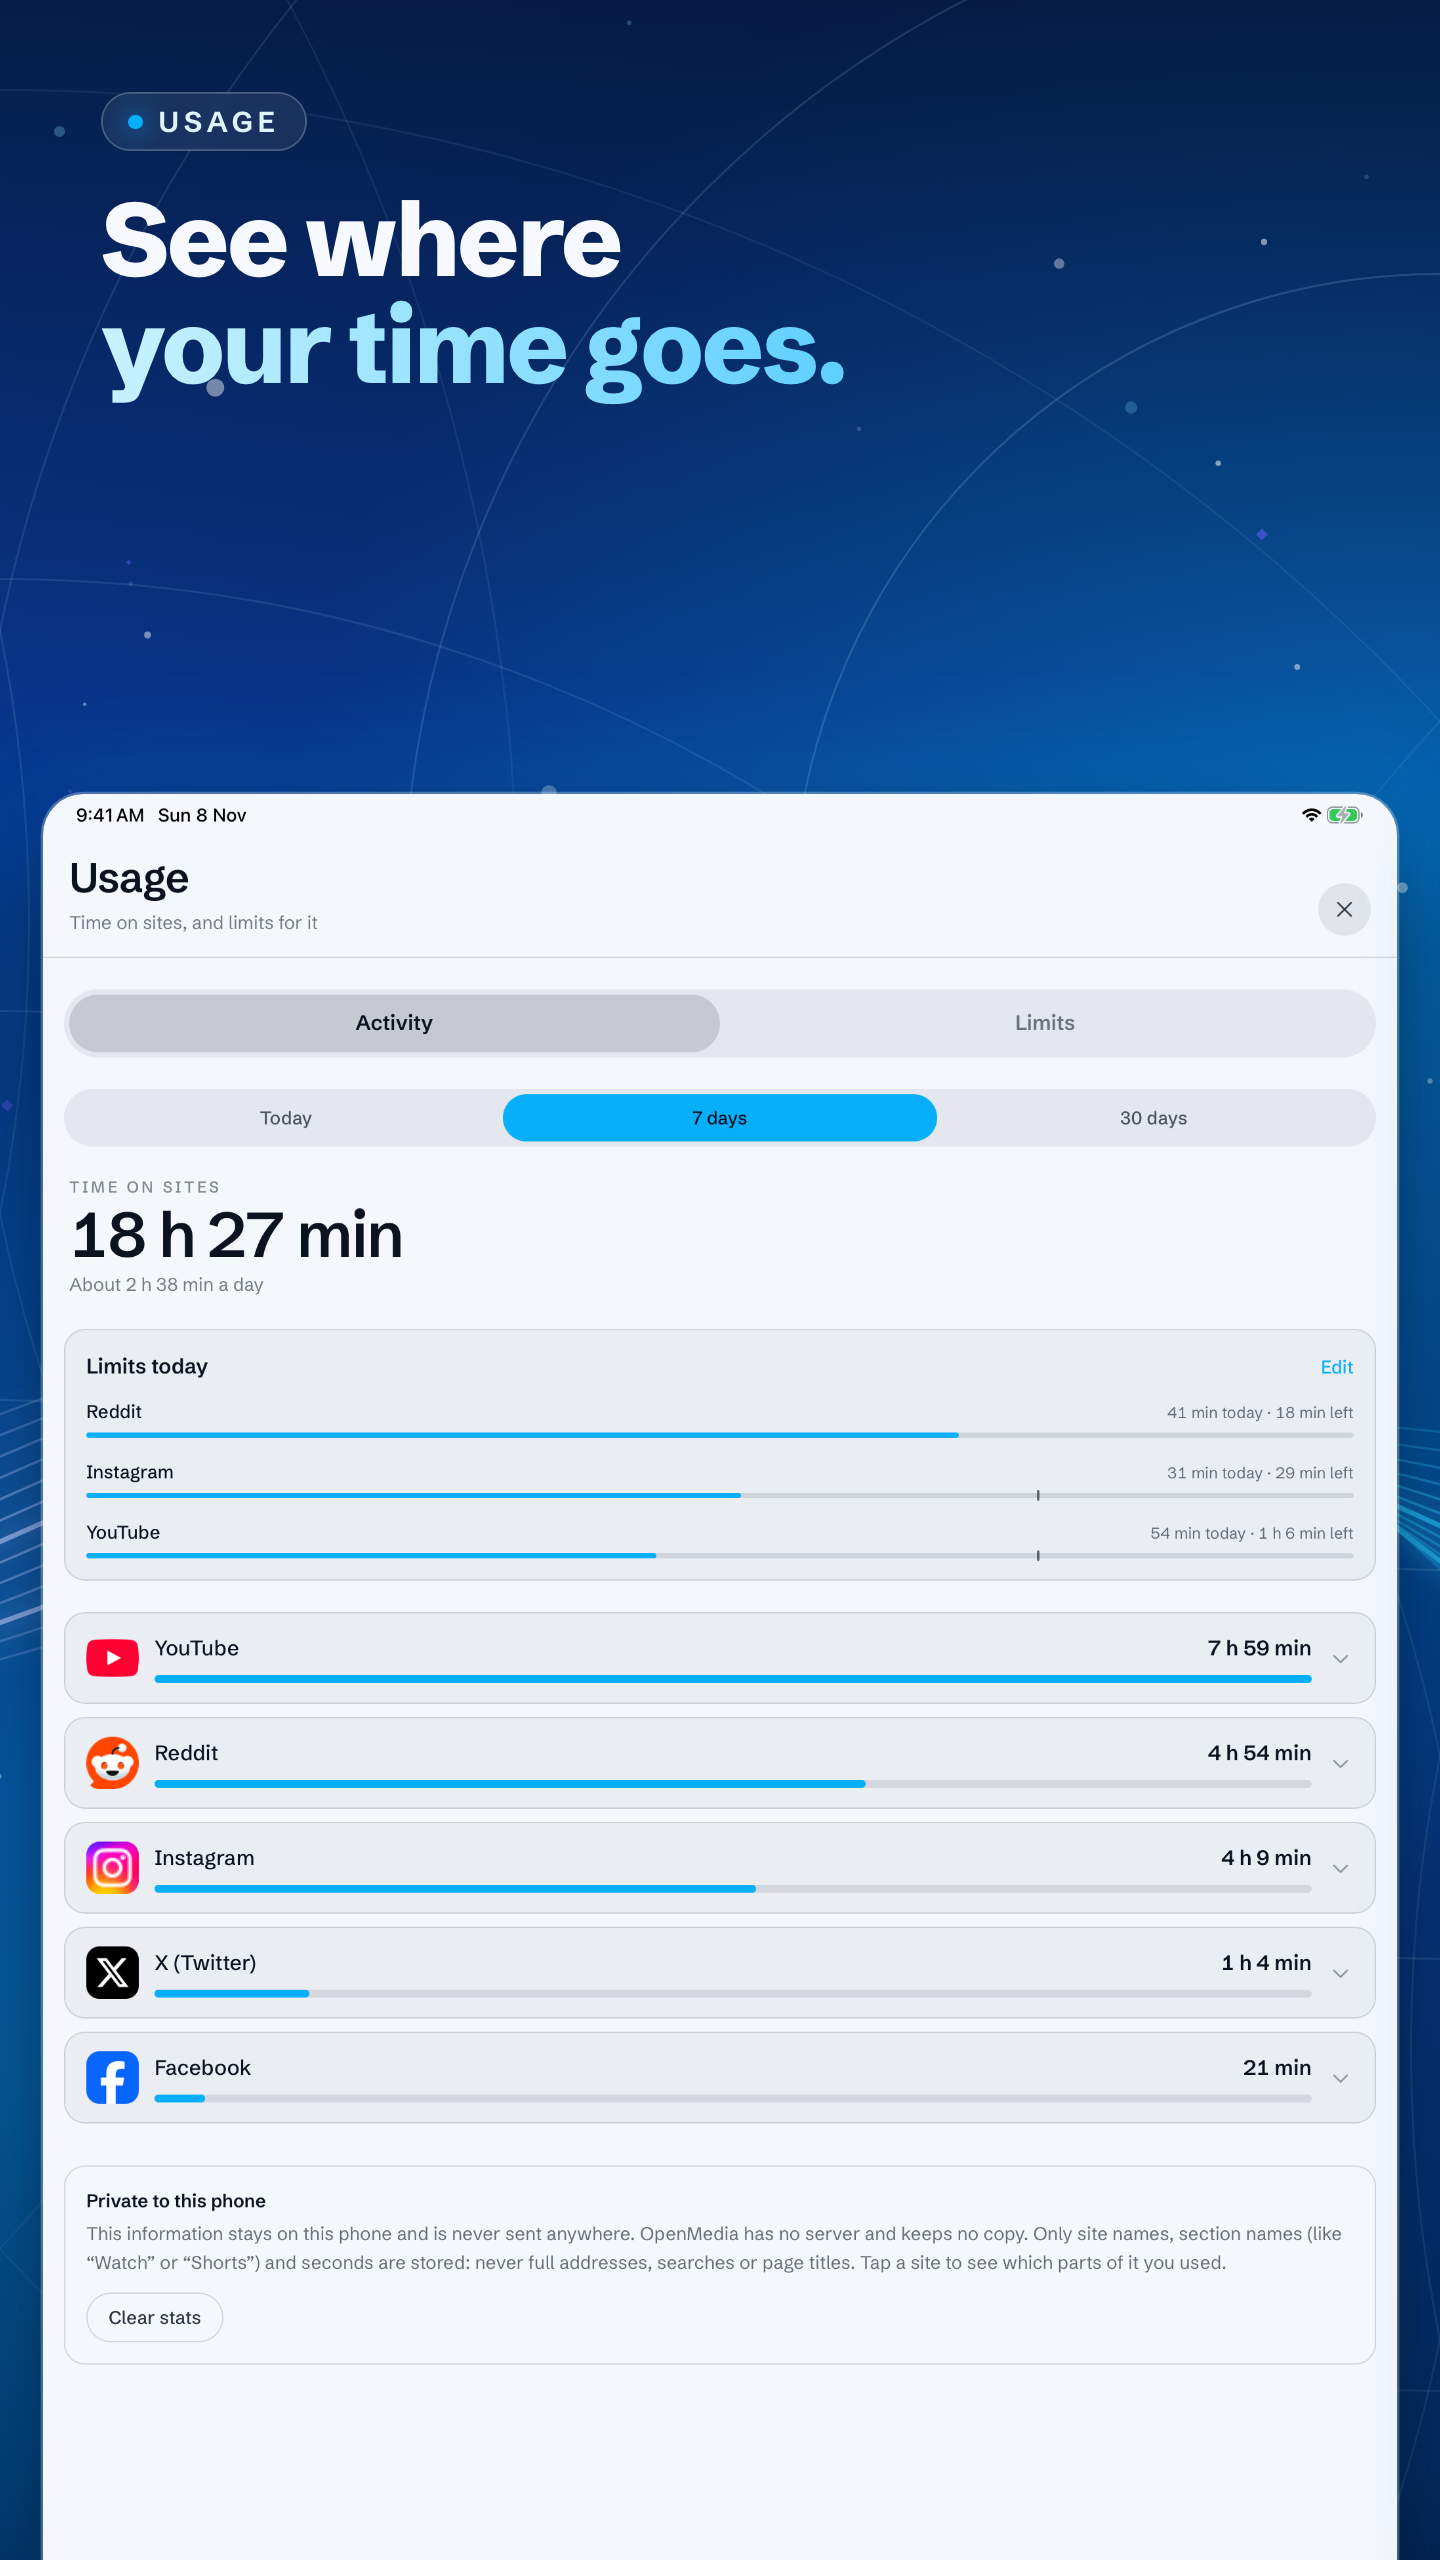 USAGE
See where
your time goes.
9:41 AM Sun 8 Nov
Usage
Time on sites, and limits for it
Activity
Limits
Today
7 days
30 days
TIME ON SITES
18 h 27 min
About 2 h 38 min a day
Limits today
Edit
Reddit
41 min today · 18 min left
Instagram
31 min today · 29 min left
YouTube
54 min today · 1 h 6 min left
YouTube
7 h 59 min
Reddit
4 h 54 min
Instagram
4 h 9 min
X (Twitter)
1 h 4 min
Facebook
21 min
Private to this phone
This information stays on this phone and is never sent anywhere. OpenMedia has no server and keeps no copy. Only site names, section names (like
“Watch” or “Shorts”) and seconds are stored: never full addresses, searches or page titles. Tap a site to see which parts of it you used.
Clear stats